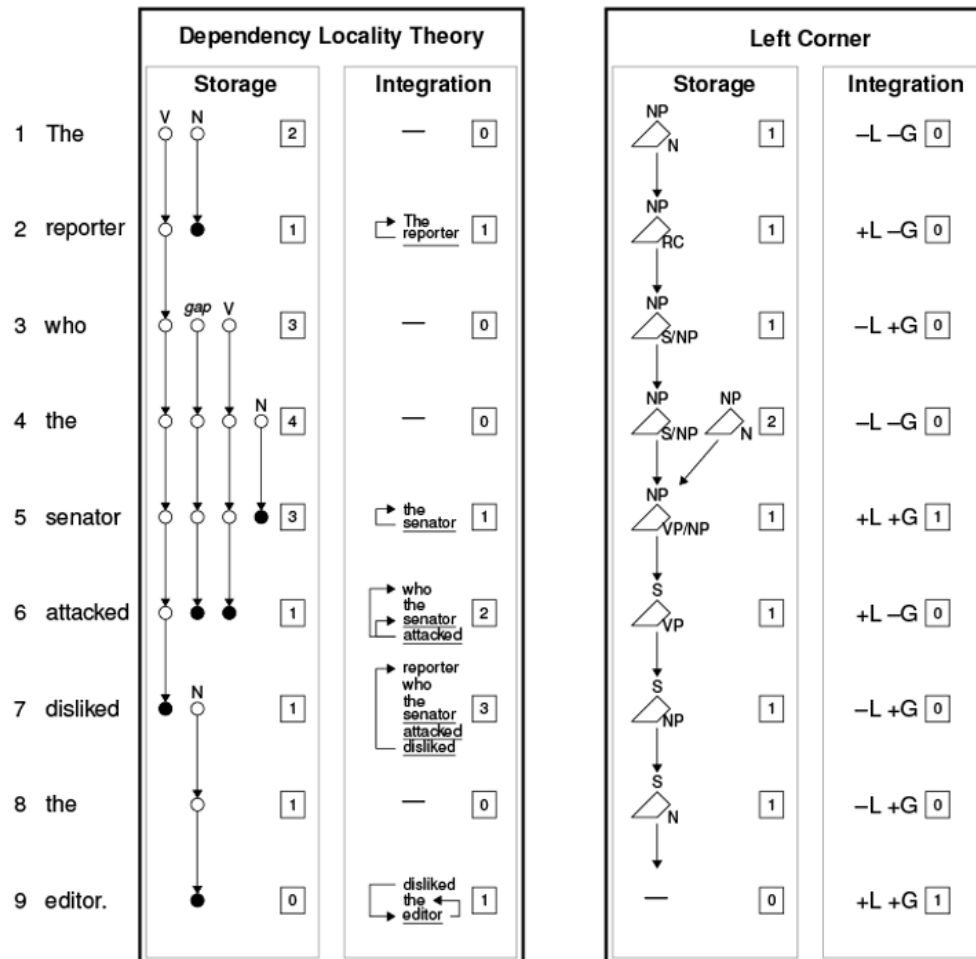 Dependency Locality Theory Left Corner
Storage Integration Storage Integration
V N NP
1 The 2 — 0 N 1 –L –G 0
The NP
2 reporter 1 reporter 1 RC 1 +L –G 0
gap V NP
3 who 3 — 0 S/NP 1 –L +G 0
N NP NP
4 the 4 — 0 S/NP N 2 –L –G 0
the NP
5 senator 3 senator 1 VP/NP 1 +L +G 1
who
the S
6 attacked 1 senator 2 VP 1 +L –G 0
attacked
reporter
who
N the S
7 disliked 1 senator 3 NP 1 –L +G 0
attacked
disliked
S
8 the 1 — 0 N 1 –L +G 0
disliked
9 editor. 0 the 1 — 0 +L +G 1
editor